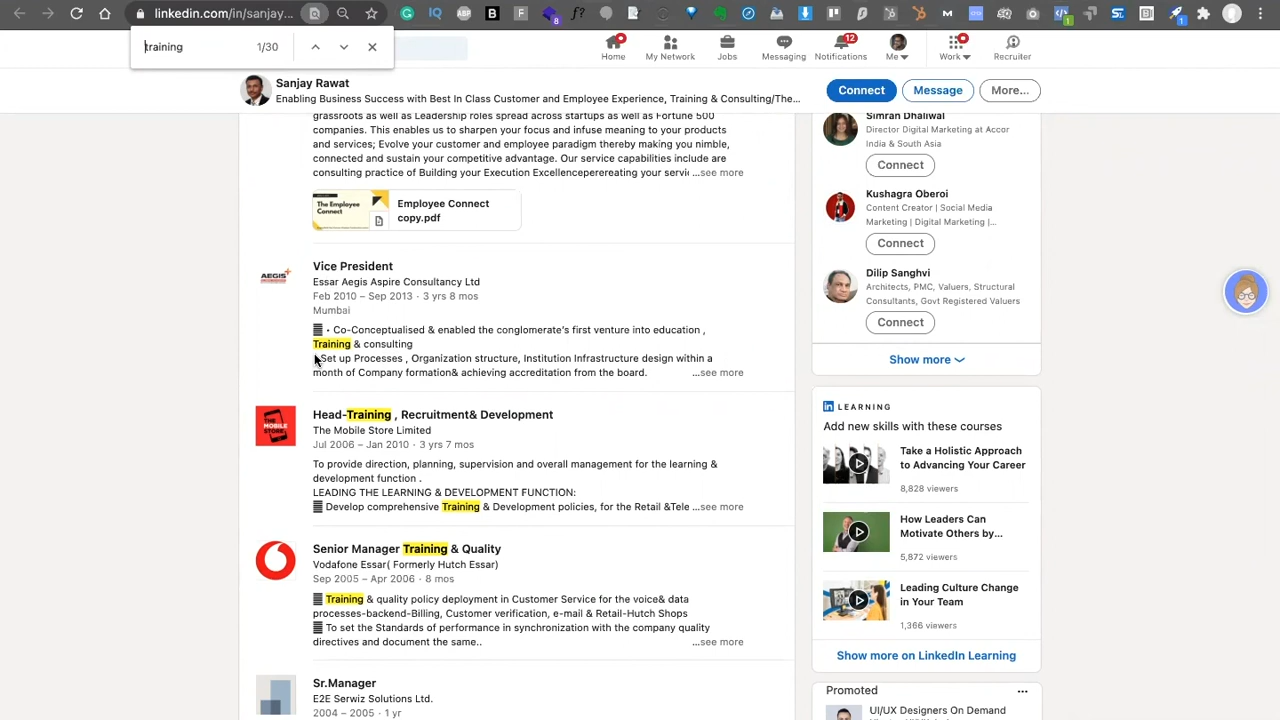 linkedin.com/in/sanjay...
training
1/30
Home
My Network
Jobs
Messaging
12
Notifications
Me
Work
Recruiter
Sanjay Rawat
Enabling Business Success with Best In Class Customer and Employee Experience, Training & Consulting/The...
Connect
Message
More...
grassroots as well as Leadership roles spread across startups as well as Fortune 500
companies. This enables us to sharpen your focus and infuse meaning to your products
and services; Evolve your customer and employee paradigm thereby making you nimble,
connected and sustain your competitive advantage. Our service capabilities include are
consulting practice of Building your Execution Excellencepererating your servi ...see more
The Employee
Connect
Employee Connect
copy.pdf
AEGIS
Vice President
Essar Aegis Aspire Consultancy Ltd
Feb 2010 – Sep 2013 · 3 yrs 8 mos
Mumbai
• Co-Conceptualised & enabled the conglomerate's first venture into education ,
Training & consulting
Set up Processes , Organization structure, Institution Infrastructure design within a
month of Company formation& achieving accreditation from the board. ...see more
THE
MOBILE
STORE
Head-Training , Recruitment& Development
The Mobile Store Limited
Jul 2006 – Jan 2010 · 3 yrs 7 mos
To provide direction, planning, supervision and overall management for the learning &
development function .
LEADING THE LEARNING & DEVELOPMENT FUNCTION:
Develop comprehensive Training & Development policies, for the Retail &Tele ...see more
Senior Manager Training & Quality
Vodafone Essar( Formerly Hutch Essar)
Sep 2005 – Apr 2006 · 8 mos
Training & quality policy deployment in Customer Service for the voice& data
processes-backend-Billing, Customer verification, e-mail & Retail-Hutch Shops
To set the Standards of performance in synchronization with the company quality
directives and document the same.. ...see more
Sr.Manager
E2E Serwiz Solutions Ltd.
2004 – 2005 · 1 yr
Simran Dhaliwal
Director Digital Marketing at Accor
India & South Asia
Connect
Kushagra Oberoi
Content Creator | Social Media
Marketing | Digital Marketing |...
Connect
Dilip Sanghvi
Architects, PMC, Valuers, Structural
Consultants, Govt Registered Valuers
Connect
Show more
in LEARNING
Add new skills with these courses
Take a Holistic Approach
to Advancing Your Career
8,828 viewers
How Leaders Can
Motivate Others by...
5,872 viewers
Leading Culture Change
in Your Team
1,366 viewers
Show more on LinkedIn Learning
Promoted
UI/UX Designers On Demand